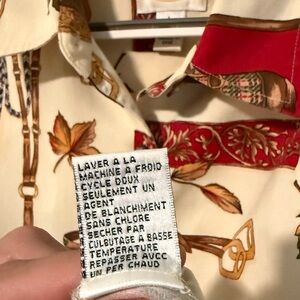 LAVER A LA
MACHINE A FROID
CYCLE DOUX
SEULEMENT UN
AGENT
DE BLANCHIMENT
SANS CHLORE
SECHER PAR
CULBUTAGE A BASSE
TEMPERATURE
REPASSER AVCC
UN FER CHAUD